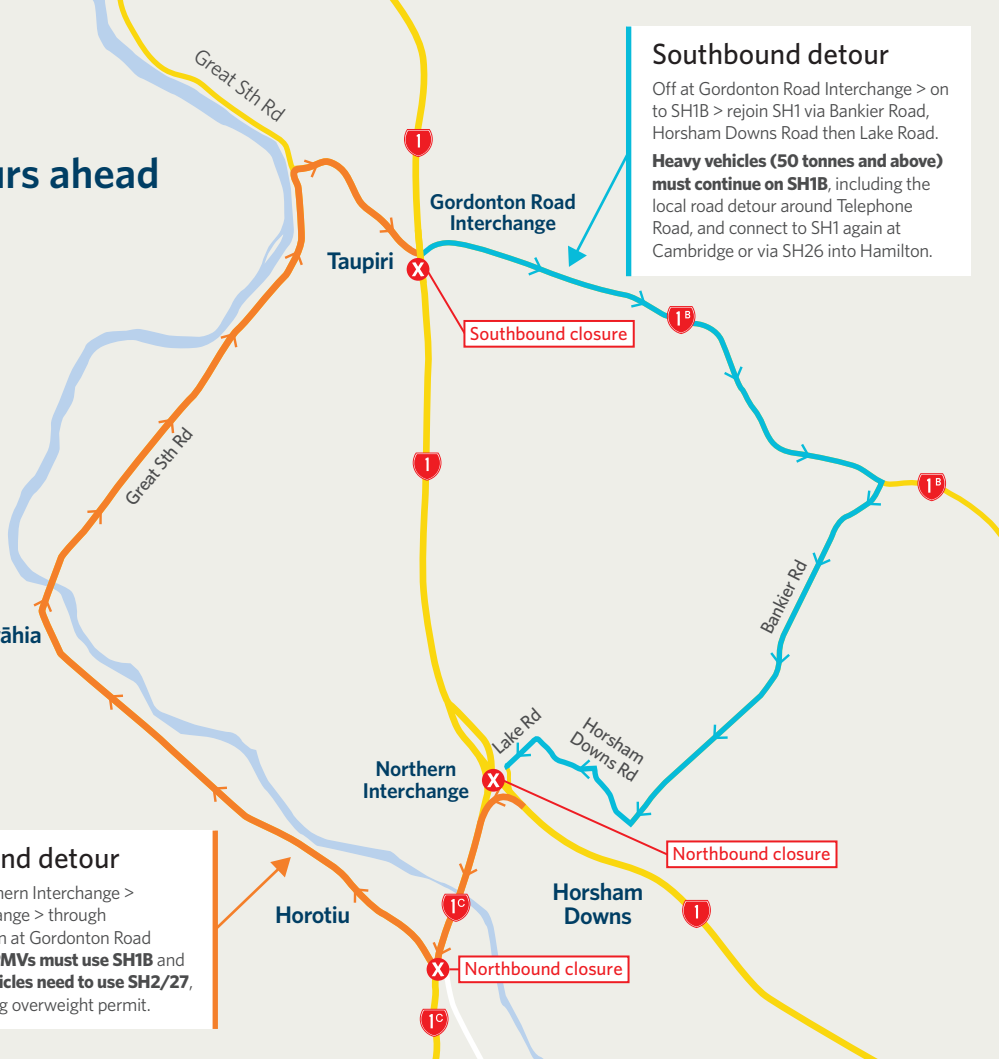 Great Sth Rd
urs ahead
1
Gordonton Road
Interchange
Taupiri
X
Southbound closure
Southbound detour
Off at Gordonton Road Interchange > on
to SH1B > rejoin SH1 via Bankier Road,
Horsham Downs Road then Lake Road.
Heavy vehicles (50 tonnes and above)
must continue on SH1B, including the
local road detour around Telephone
Road, and connect to SH1 again at
Cambridge or via SH26 into Hamilton.
1B
Great Sth Rd
1
1B
Bankier Rd
āhia
Lake Rd
Horsham
Downs Rd
Northern
Interchange
X
Northbound closure
nd detour
hern Interchange >
ange > through
n at Gordonton Road
PMVs must use SH1B and
hicles need to use SH2/27,
g overweight permit.
Horotiu
1C
Horsham
Downs
1
X
Northbound closure
1C